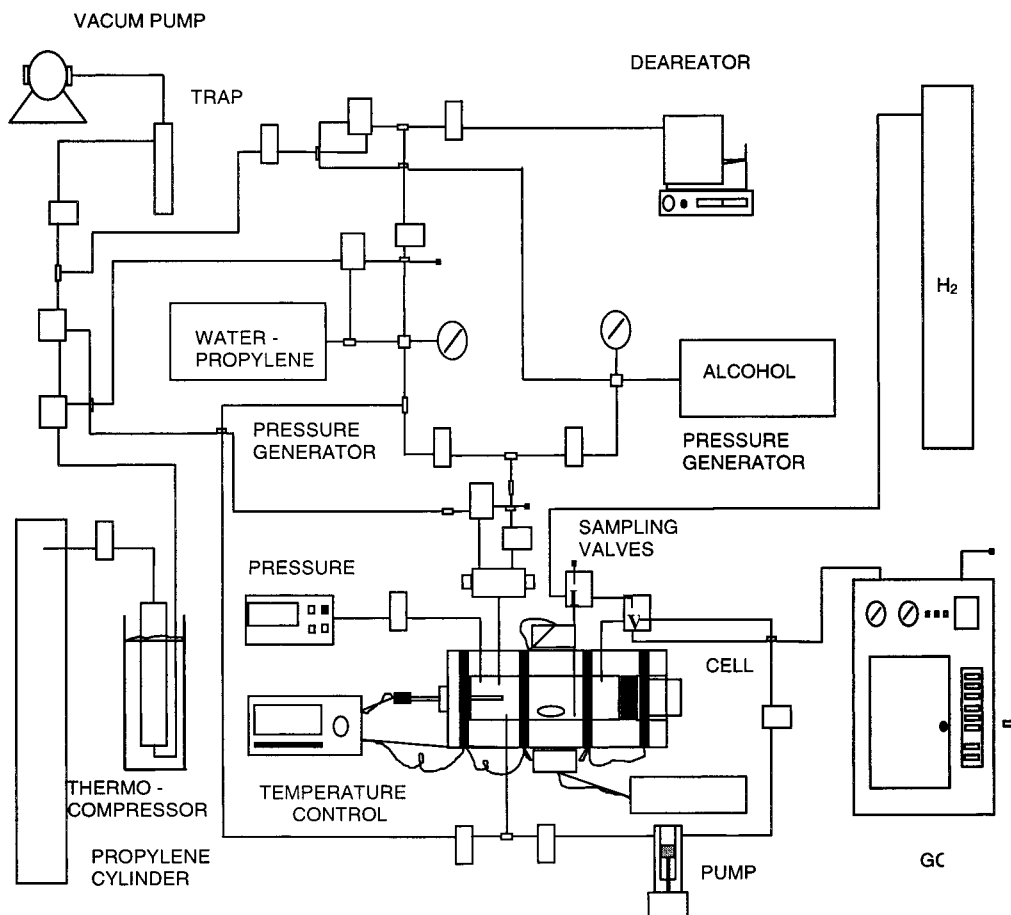 VACUM PUMP
DEAREATOR
TRAP
H2
WATER -
PROPYLENE
ALCOHOL
PRESSURE
GENERATOR
PRESSURE
GENERATOR
SAMPLING
VALVES
PRESSURE
L
V
CELL
THERMO -
COMPRESSOR
TEMPERATURE
CONTROL
PROPYLENE
CYLINDER
PUMP
GC